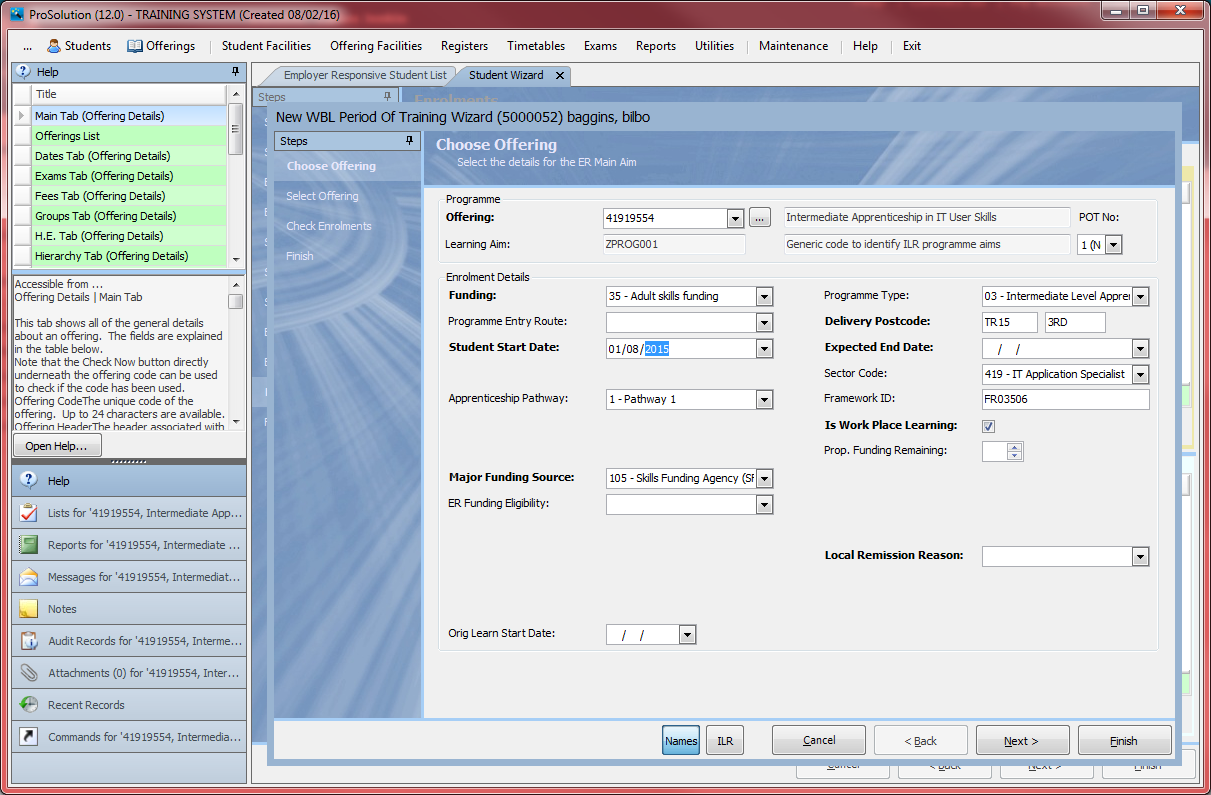 ProSolution (12.0) - TRAINING SYSTEM (Created 08/02/16)
... Students Offerings Student Facilities Offering Facilities Registers Timetables Exams Reports Utilities Maintenance Help Exit
Help
Title
Main Tab (Offering Details)
Offerings List
Dates Tab (Offering Details)
Exams Tab (Offering Details)
Fees Tab (Offering Details)
Groups Tab (Offering Details)
H.E. Tab (Offering Details)
Hierarchy Tab (Offering Details)
Accessible from ...
Offering Details | Main Tab
This tab shows all of the general details
about an offering. The fields are explained
in the table below.
Note that the Check Now button directly
underneath the offering code can be used
to check if the code has been used.
Offering CodeThe unique code of the
offering. Up to 24 characters are available.
Offering HeaderThe header associated with
Open Help...
Help
Lists for '41919554, Intermediate App...
Reports for '41919554, Intermediate ...
Messages for '41919554, Intermediat...
Notes
Audit Records for '41919554, Interme...
Attachments (0) for '41919554, Inter...
Recent Records
Commands for '41919554, Intermedia...
Employer Responsive Student List Student Wizard
Steps
Enrolments
New WBL Period Of Training Wizard (5000052) baggins, bilbo
Steps
Choose Offering
Select Offering
Check Enrolments
Finish
Choose Offering
Select the details for the ER Main Aim
Programme
Offering: 41919554 ... Intermediate Apprenticeship in IT User Skills POT No:
Learning Aim: ZPROG001 Generic code to identify ILR programme aims 1 (N
Enrolment Details
Funding: 35 - Adult skills funding Programme Type: 03 - Intermediate Level Appren
Programme Entry Route: Delivery Postcode: TR15 3RD
Student Start Date: 01/08/2015 Expected End Date: / /
Sector Code: 419 - IT Application Specialist
Apprenticeship Pathway: 1 - Pathway 1 Framework ID: FR03506
Is Work Place Learning:
Prop. Funding Remaining:
Major Funding Source: 105 - Skills Funding Agency (SF
ER Funding Eligibility:
Local Remission Reason:
Orig Learn Start Date: / /
Names ILR Cancel < Back Next > Finish
Cancel < Back Next > Finish